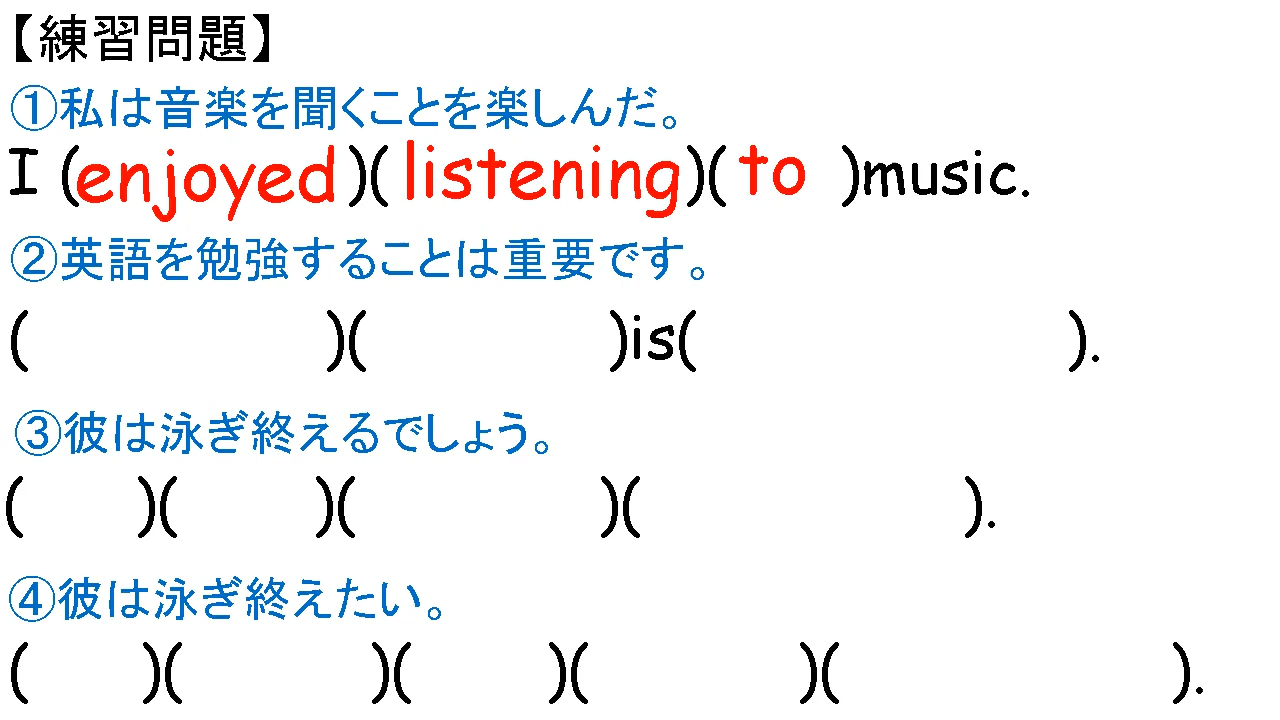 【練習問題】
①私は音楽を聞くことを楽しんだ。
I (enjoyed)(listening)(to )music.
②英語を勉強することは重要です。
( )( )is( ).
③彼は泳ぎ終えるでしょう。
( )( )( )( ).
④彼は泳ぎ終えたい。
( )( )( )( )( ).